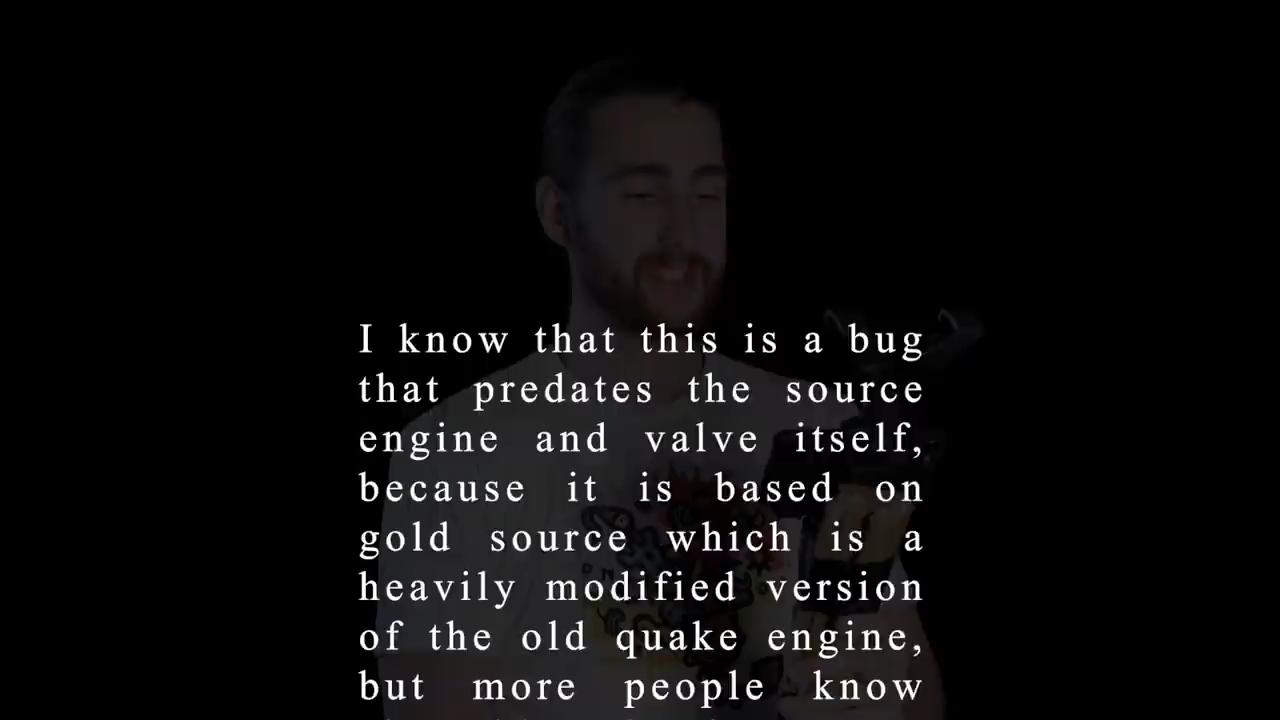 I know that this is a bug
that predates the source
engine and valve itself,
because it is based on
gold source which is a
heavily modified version
of the old quake engine,
but more people know